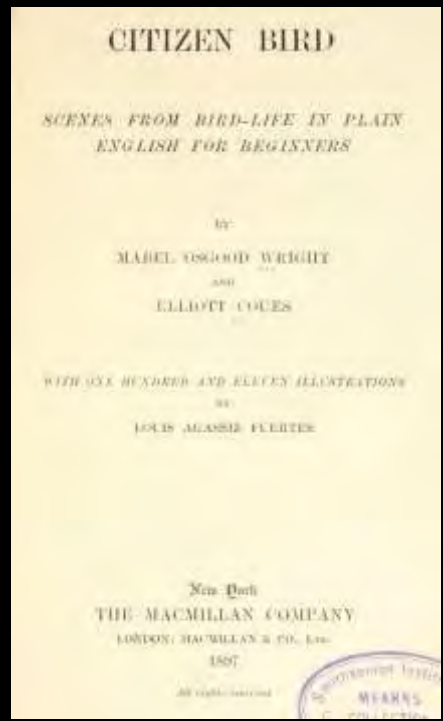 CITIZEN BIRD
SCENES FROM BIRD-LIFE IN PLAIN
ENGLISH FOR BEGINNERS
BY
MABEL OSGOOD WRIGHT
AND
ELLIOTT COUES
WITH ONE HUNDRED AND ELEVEN ILLUSTRATIONS
BY
LOUIS AGASSIZ FUERTES
New York
THE MACMILLAN COMPANY
LONDON: MACMILLAN & CO., Ltd.
1897
All rights reserved
MEARNS
COLLECTION